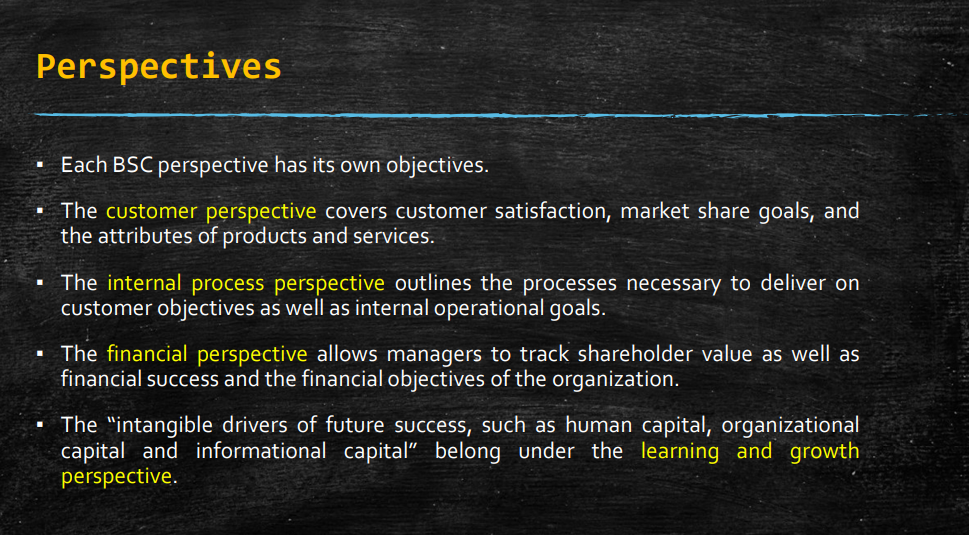 Perspectives
▪ Each BSC perspective has its own objectives.
▪ The customer perspective covers customer satisfaction, market share goals, and
the attributes of products and services.
▪ The internal process perspective outlines the processes necessary to deliver on
customer objectives as well as internal operational goals.
▪ The financial perspective allows managers to track shareholder value as well as
financial success and the financial objectives of the organization.
▪ The “intangible drivers of future success, such as human capital, organizational
capital and informational capital” belong under the learning and growth
perspective.